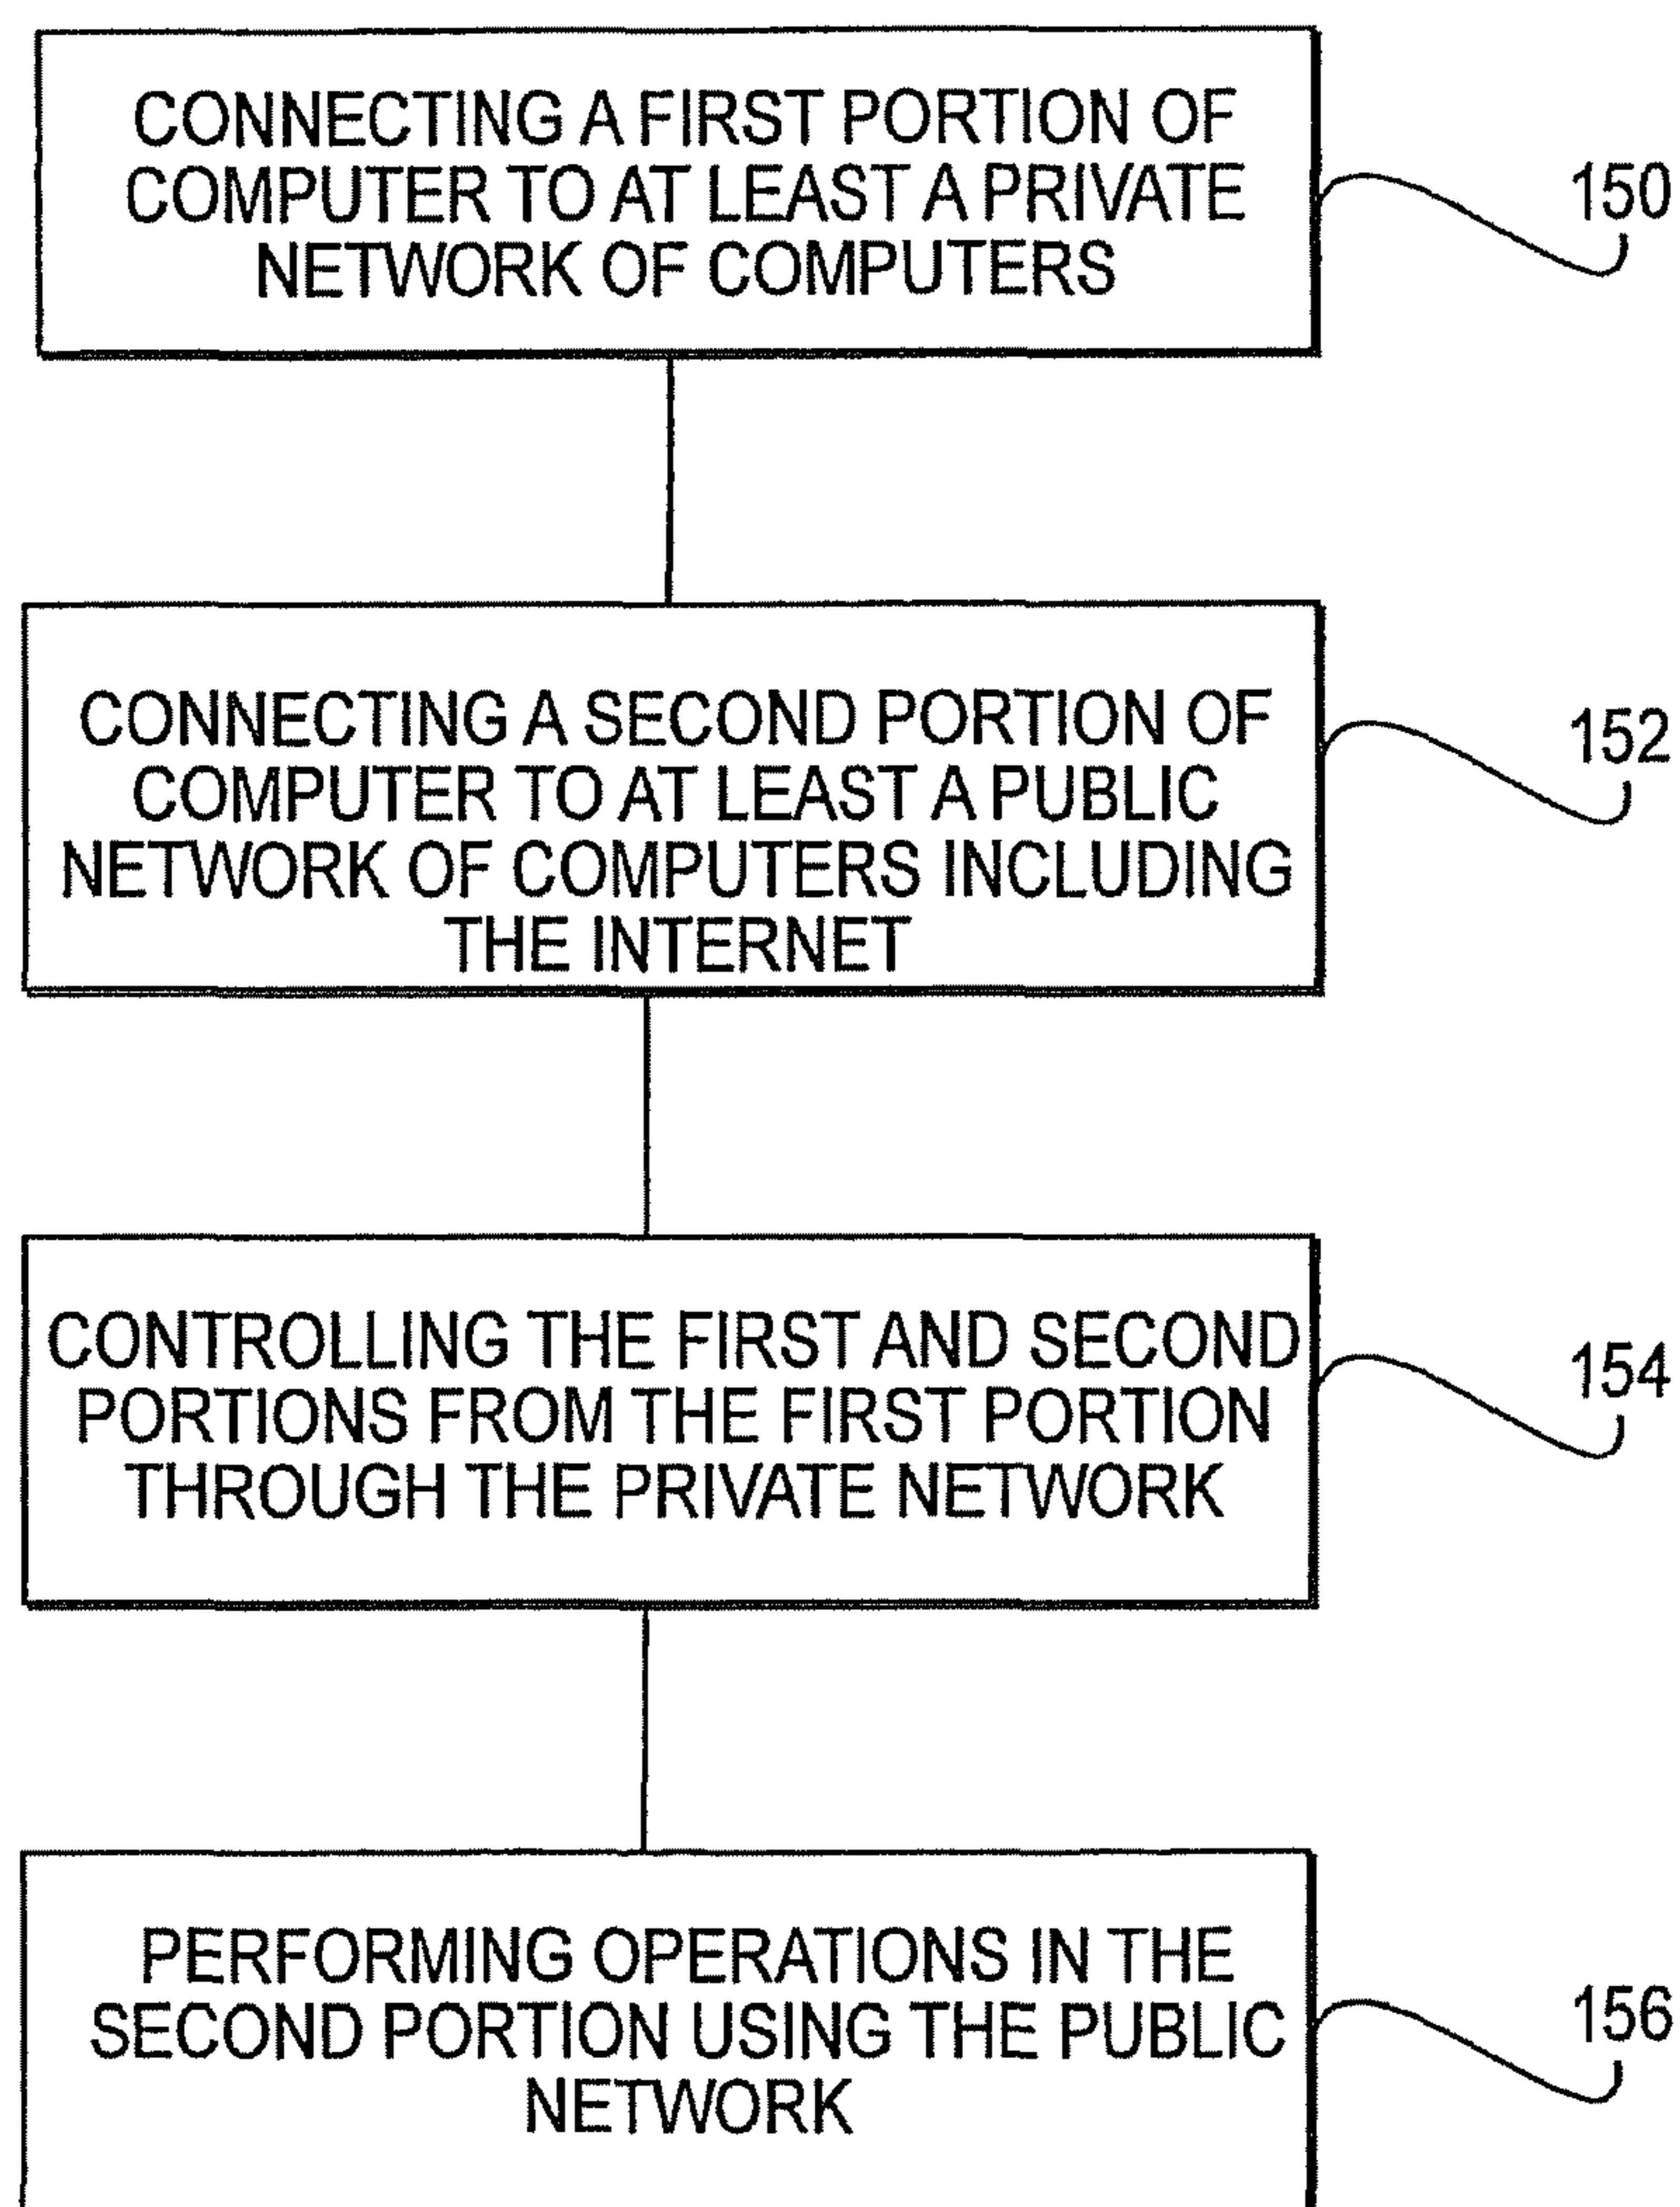 CONNECTING A FIRST PORTION OF
COMPUTER TO AT LEAST A PRIVATE
NETWORK OF COMPUTERS
150
CONNECTING A SECOND PORTION OF
COMPUTER TO AT LEAST A PUBLIC
NETWORK OF COMPUTERS INCLUDING
THE INTERNET
152
CONTROLLING THE FIRST AND SECOND
PORTIONS FROM THE FIRST PORTION
THROUGH THE PRIVATE NETWORK
154
PERFORMING OPERATIONS IN THE
SECOND PORTION USING THE PUBLIC
NETWORK
156